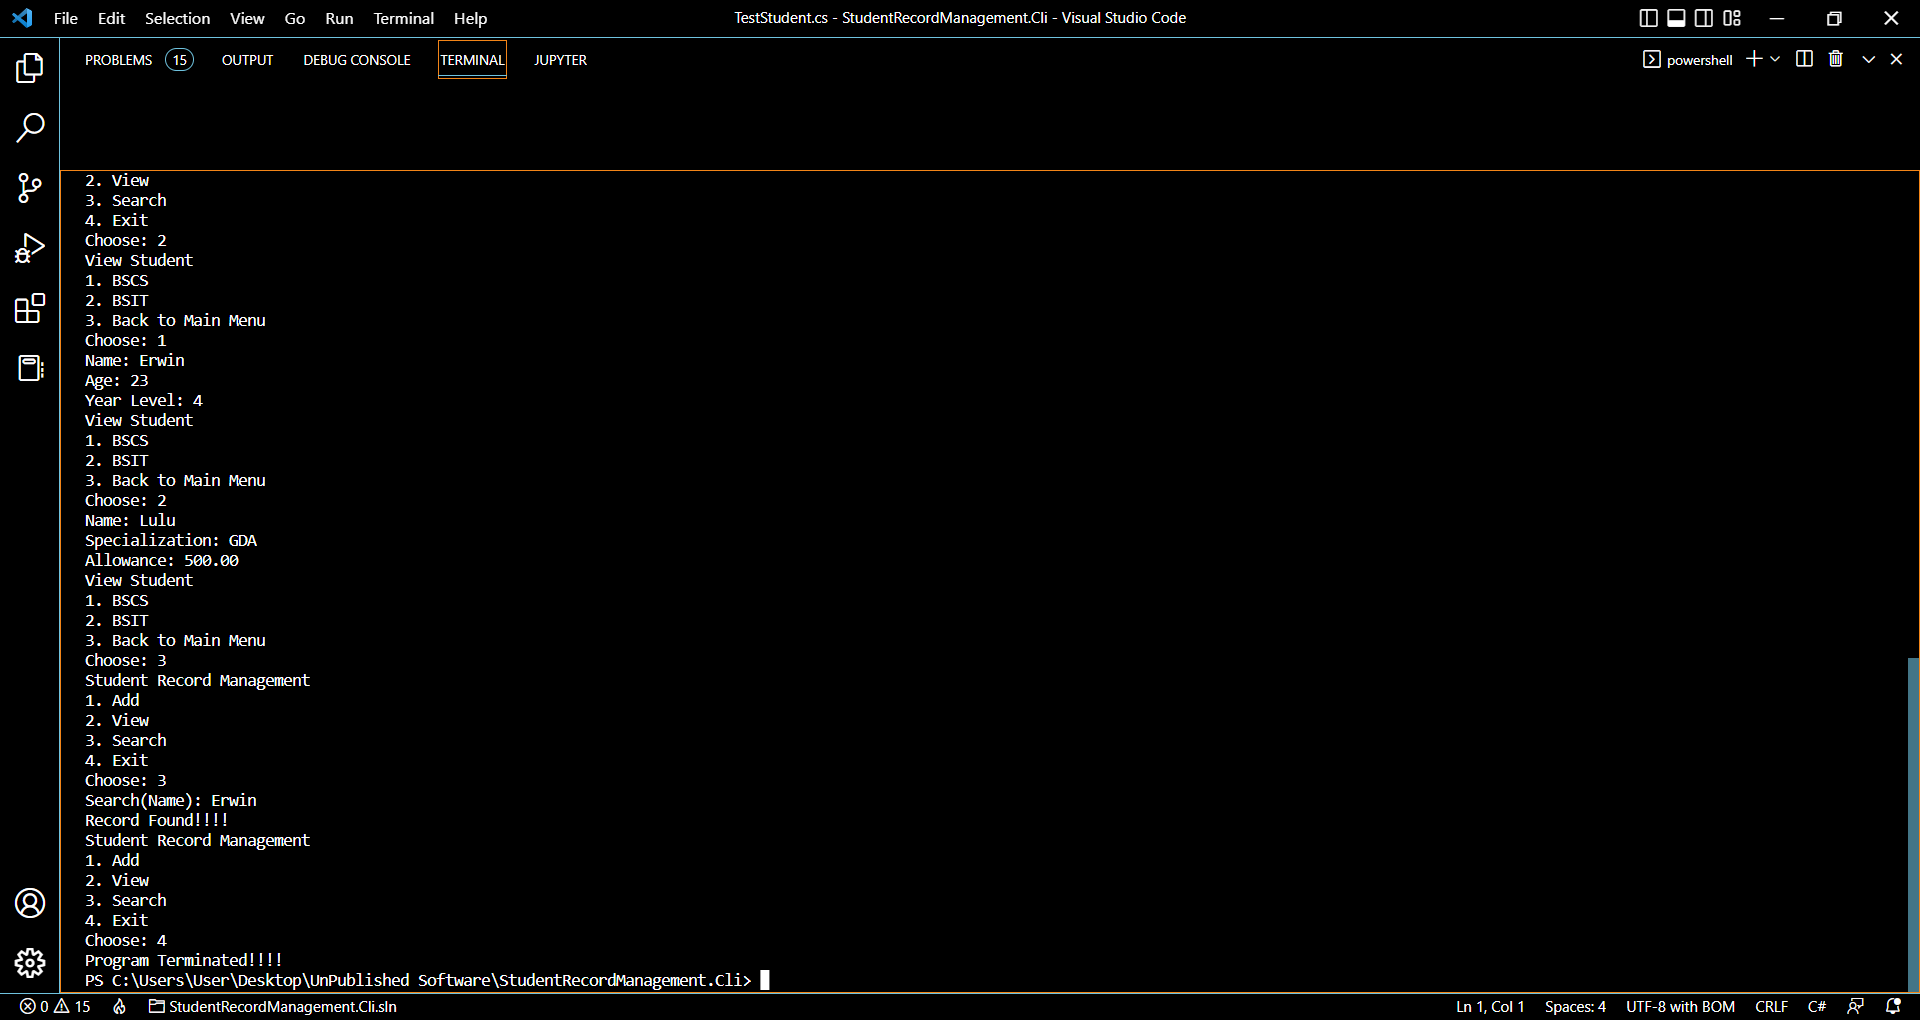 File Edit Selection View Go Run Terminal Help
TestStudent.cs - StudentRecordManagement.Cli - Visual Studio Code
PROBLEMS 15 OUTPUT DEBUG CONSOLE TERMINAL JUPYTER
powershell
2. View
3. Search
4. Exit
Choose: 2
View Student
1. BSCS
2. BSIT
3. Back to Main Menu
Choose: 1
Name: Erwin
Age: 23
Year Level: 4
View Student
1. BSCS
2. BSIT
3. Back to Main Menu
Choose: 2
Name: Lulu
Specialization: GDA
Allowance: 500.00
View Student
1. BSCS
2. BSIT
3. Back to Main Menu
Choose: 3
Student Record Management
1. Add
2. View
3. Search
4. Exit
Choose: 3
Search(Name): Erwin
Record Found!!!!
Student Record Management
1. Add
2. View
3. Search
4. Exit
Choose: 4
Program Terminated!!!!
PS C:\Users\User\Desktop\UnPublished Software\StudentRecordManagement.Cli>
0 15 StudentRecordManagement.Cli.sln
Ln 1, Col 1 Spaces: 4 UTF-8 with BOM CRLF C#